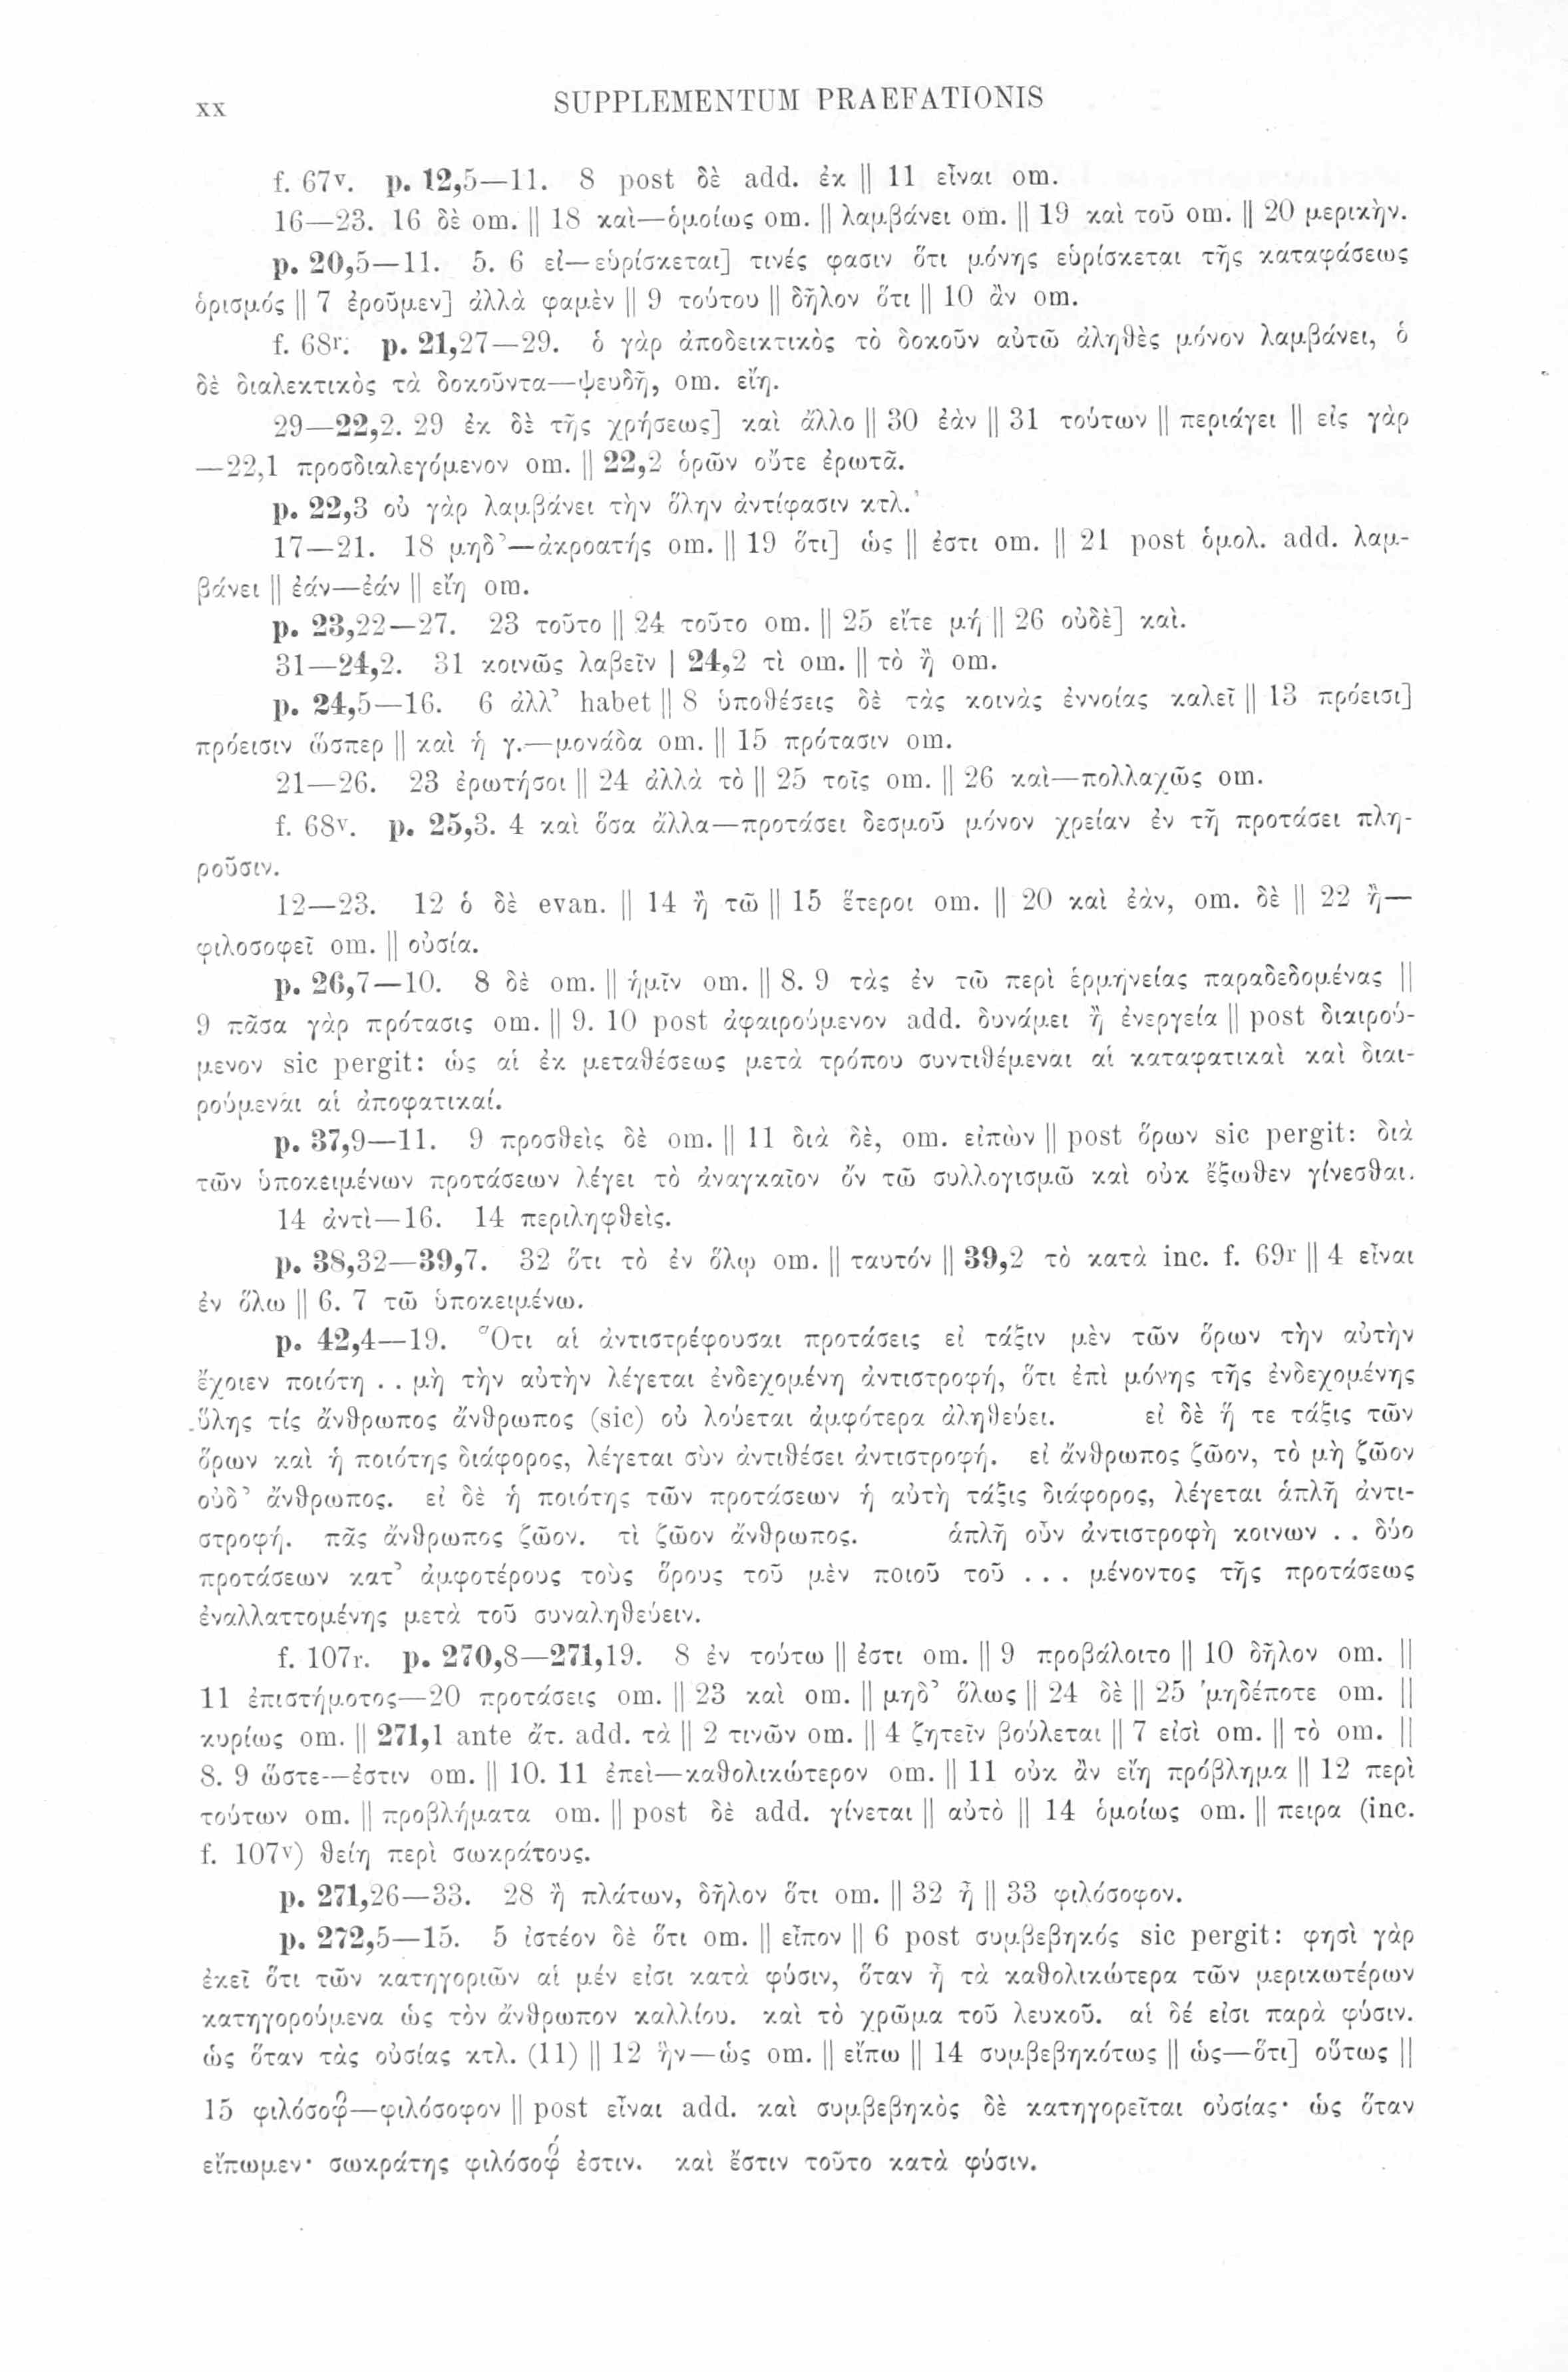 xx SUPPLEMENTUM PRAEFATIONIS
f. 67v. p. 12,5—11. 8 post δὲ add. ἐκ || 11 εἶναι om.
16—23. 16 δὲ om. || 18 καὶ—ὁμοίως om. || λαμβάνει om. || 19 καὶ τοῦ om. || 20 μερικὴν.
p. 20,5—11. 5. 6 εἰ—εὑρίσκεται] τινές φασιν ὅτι μόνης εὑρίσκεται τῆς καταφάσεως
ὁρισμός || 7 ἐροῦμεν] ἀλλὰ φαμὲν || 9 τούτου || δῆλον ὅτι || 10 ἂν om.
f. 68r. p. 21,27—29. ὁ γὰρ ἀποδεικτικὸς τὸ δοκοῦν αὐτῶ ἀληθὲς μόνον λαμβάνει, ὁ
δὲ διαλεκτικὸς τὰ δοκοῦντα—ψευδῆ, om. εἴη.
29—22,2. 29 ἐκ δὲ τῆς χρήσεως] καὶ ἄλλο || 30 ἐὰν || 31 τούτων || περιάγει || εἰς γὰρ
—22,1 προσδιαλεγόμενον om. || 22,2 ὁρῶν οὔτε ἐρωτᾶ.
p. 22,3 οὐ γὰρ λαμβάνει τὴν ὅλην ἀντίφασιν κτλ.
17—21. 18 μηδ’—ἀκροατής om. || 19 ὅτι] ὡς || ἐστι om. || 21 post ὁμολ. add. λαμ-
βάνει || ἐάν—ἐάν || εἴη om.
p. 23,22—27. 23 τοῦτο || 24 τοῦτο om. || 25 εἴτε μή || 26 οὐδὲ] καὶ.
31—24,2. 31 κοινῶς λαβεῖν | 24,2 τὶ om. || τὸ ἢ om.
p. 24,5—16. 6 ἀλλ’ habet || 8 ὑποθέσεις δὲ τὰς κοινὰς ἐννοίας καλεῖ || 13 πρόεισι]
πρόεισιν ὥσπερ || καὶ ἡ γ.—μονάδα om. || 15 πρότασιν om.
21—26. 23 ἐρωτήσοι || 24 ἀλλὰ τὸ || 25 τοῖς om. || 26 καὶ—πολλαχῶς om.
f. 68v. p. 25,3. 4 καὶ ὅσα ἄλλα—προτάσει δεσμοῦ μόνον χρείαν ἐν τῆ προτάσει πλη-
ροῦσιν.
12—23. 12 ὁ δὲ evan. || 14 ἢ τῶ || 15 ἕτεροι om. || 20 καὶ ἐὰν, om. δὲ || 22 ἢ—
φιλοσοφεῖ om. || οὐσία.
p. 26,7—10. 8 δὲ om. || ἡμῖν om. || 8. 9 τὰς ἐν τῶ περὶ ἑρμηνείας παραδεδομένας ||
9 πᾶσα γὰρ πρότασις om. || 9. 10 post ἀφαιρούμενον add. δυνάμει ἢ ἐνεργεία || post διαιρού-
μενον sic pergit: ὡς αἱ ἐκ μεταθέσεως μετὰ τρόπου συντιθέμεναι αἱ καταφατικαὶ καὶ διαι-
ρούμεναι αἱ ἀποφατικαί.
p. 37,9—11. 9 προσθεὶς δὲ om. || 11 διὰ δὲ, om. εἰπὼν || post ὅρων sic pergit: διὰ
τῶν ὑποκειμένων προτάσεων λέγει τὸ ἀναγκαῖον ὂν τῶ συλλογισμῶ καὶ οὐκ ἔξωθεν γίνεσθαι.
14 ἀντὶ—16. 14 περιληφθεὶς.
p. 38,32—39,7. 32 ὅτι τὸ ἐν ὅλῳ om. || ταυτόν || 39,2 τὸ κατὰ inc. f. 69r || 4 εἶναι
ἐν ὅλω || 6. 7 τῶ ὑποκειμένω.
p. 42,4—19. Ὅτι αἱ ἀντιστρέφουσαι προτάσεις εἰ τάξιν μὲν τῶν ὅρων τὴν αὐτὴν
ἔχοιεν ποιότη . . μὴ τὴν αὐτὴν λέγεται ἐνδεχομένη ἀντιστροφή, ὅτι ἐπὶ μόνης τῆς ἐνδεχομένης
ὕλης τίς ἄνθρωπος ἄνθρωπος (sic) οὐ λούεται ἀμφότερα ἀληθεύει. εἰ δὲ ἥ τε τάξις τῶν
ὅρων καὶ ἡ ποιότης διάφορος, λέγεται σὺν ἀντιθέσει ἀντιστροφή. εἰ ἄνθρωπος ζῶον, τὸ μὴ ζῶον
οὐδ’ ἄνθρωπος. εἰ δὲ ἡ ποιότης τῶν προτάσεων ἡ αὐτὴ τάξις διάφορος, λέγεται ἁπλῆ ἀντι-
στροφή. πᾶς ἄνθρωπος ζῶον. τὶ ζῶον ἄνθρωπος. ἁπλῆ οὖν ἀντιστροφὴ κοινων . . δύο
προτάσεων κατ’ ἀμφοτέρους τοὺς ὅρους τοῦ μὲν ποιοῦ τοῦ . . . μένοντος τῆς προτάσεως
ἐναλλαττομένης μετὰ τοῦ συναληθεύειν.
f. 107r. p. 270,8—271,19. 8 ἐν τούτω || ἐστι om. || 9 προβάλοιτο || 10 δῆλον om. ||
11 ἐπιστήμοτος—20 προτάσεις om. || 23 καὶ om. || μηδ’ ὅλως || 24 δὲ || 25 μηδέποτε om. ||
κυρίως om. || 271,1 ante ἄτ. add. τὰ || 2 τινῶν om. || 4 ζητεῖν βούλεται || 7 εἰσὶ om. || τὸ om. ||
8. 9 ὥστε—ἐστιν om. || 10. 11 ἐπεὶ—καθολικώτερον om. || 11 οὐκ ἂν εἴη πρόβλημα || 12 περὶ
τούτων om. || προβλήματα om. || post δὲ add. γίνεται || αὐτὸ || 14 ὁμοίως om. || πειρα (inc.
f. 107v) θείη περὶ σωκράτους.
p. 271,26—33. 28 ἢ πλάτων, δῆλον ὅτι om. || 32 ἦ || 33 φιλόσοφον.
p. 272,5—15. 5 ἰστέον δὲ ὅτι om. || εἶπον || 6 post συμβεβηκός sic pergit: φησὶ γὰρ
ἐκεῖ ὅτι τῶν κατηγοριῶν αἱ μέν εἰσι κατὰ φύσιν, ὅταν ἦ τὰ καθολικώτερα τῶν μερικωτέρων
κατηγορούμενα ὡς τὸν ἄνθρωπον καλλίου. καὶ τὸ χρῶμα τοῦ λευκοῦ. αἱ δέ εἰσι παρὰ φύσιν.
ὡς ὅταν τὰς οὐσίας κτλ. (11) || 12 ἣν—ὡς om. || εἴπω || 14 συμβεβηκότως || ὡς—ὅτι] οὕτως ||
15 φιλόσοφ—φιλόσοφον || post εἶναι add. καὶ συμβεβηκὸς δὲ κατηγορεῖται οὐσίας· ὡς ὅταν
εἴπωμεν· σωκράτης φιλόσοφ ἐστιν. καὶ ἔστιν τοῦτο κατὰ φύσιν.